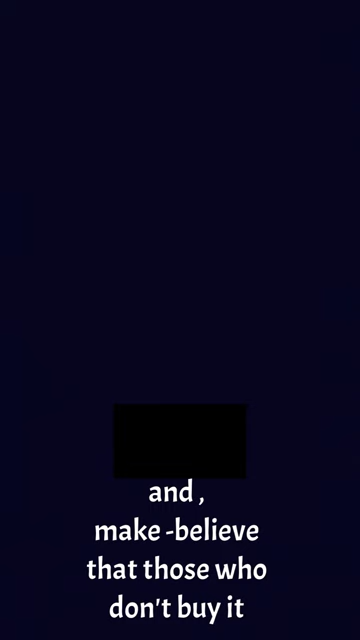 and ,
make -believe
that those who
don't buy it